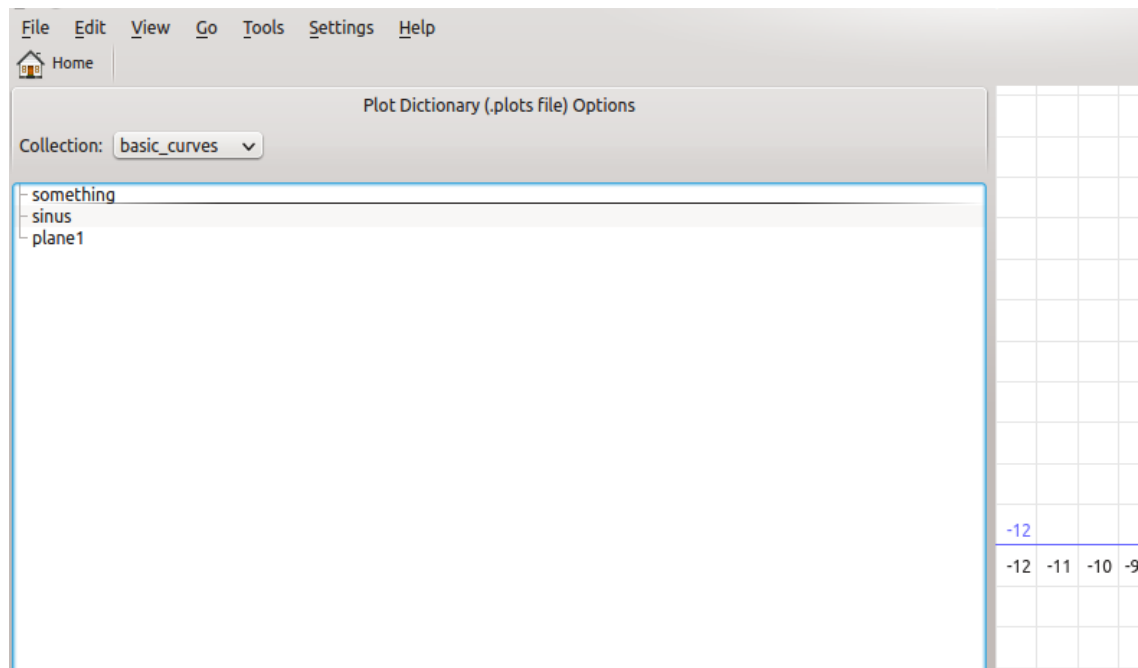 File Edit View Go Tools Settings Help
Home
Plot Dictionary (.plots file) Options
Collection: basic_curves
something
sinus
plane1
-12
-12 -11 -10 -9